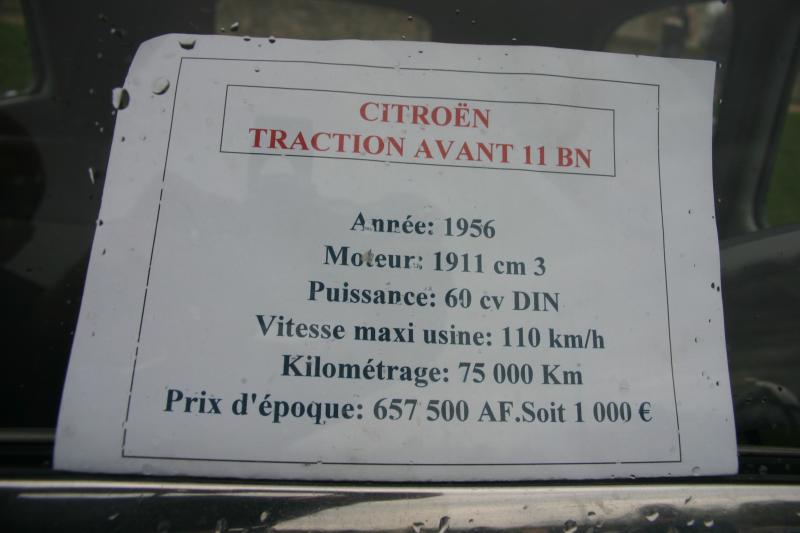 CITROËN
TRACTION AVANT 11 BN
Année: 1956
Moteur: 1911 cm 3
Puissance: 60 cv DIN
Vitesse maxi usine: 110 km/h
Kilométrage: 75 000 Km
Prix d'époque: 657 500 AF.Soit 1 000 €